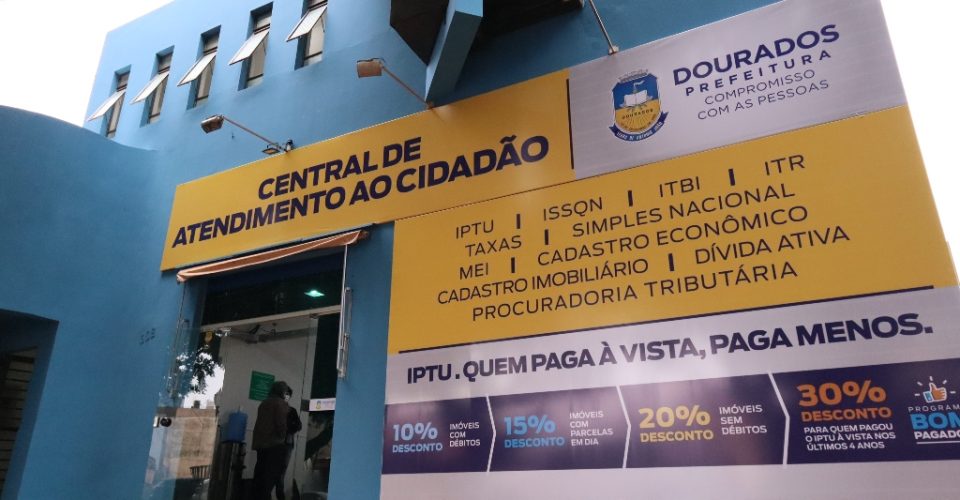 CENTRAL DE
ATENDIMENTO AO CIDADÃO
DOURADOS
PREFEITURA
COMPROMISSO
COM AS PESSOAS
DOURADOS
IPTU | ISSQN | ITBI | ITR
TAXAS | SIMPLES NACIONAL
MEI | CADASTRO ECONÔMICO
CADASTRO IMOBILIÁRIO | DÍVIDA ATIVA
PROCURADORIA TRIBUTÁRIA
IPTU. QUEM PAGA À VISTA, PAGA MENOS.
10%
DESCONTO
IMÓVEIS
COM
DÉBITOS
15%
DESCONTO
IMÓVEIS
COM
PARCELAS
EM DIA
20%
DESCONTO
IMÓVEIS
SEM
DÉBITOS
30%
DESCONTO
PARA QUEM PAGOU
O IPTU À VISTA NOS
ÚLTIMOS 4 ANOS
PROGRAMA
BOM
PAGADO